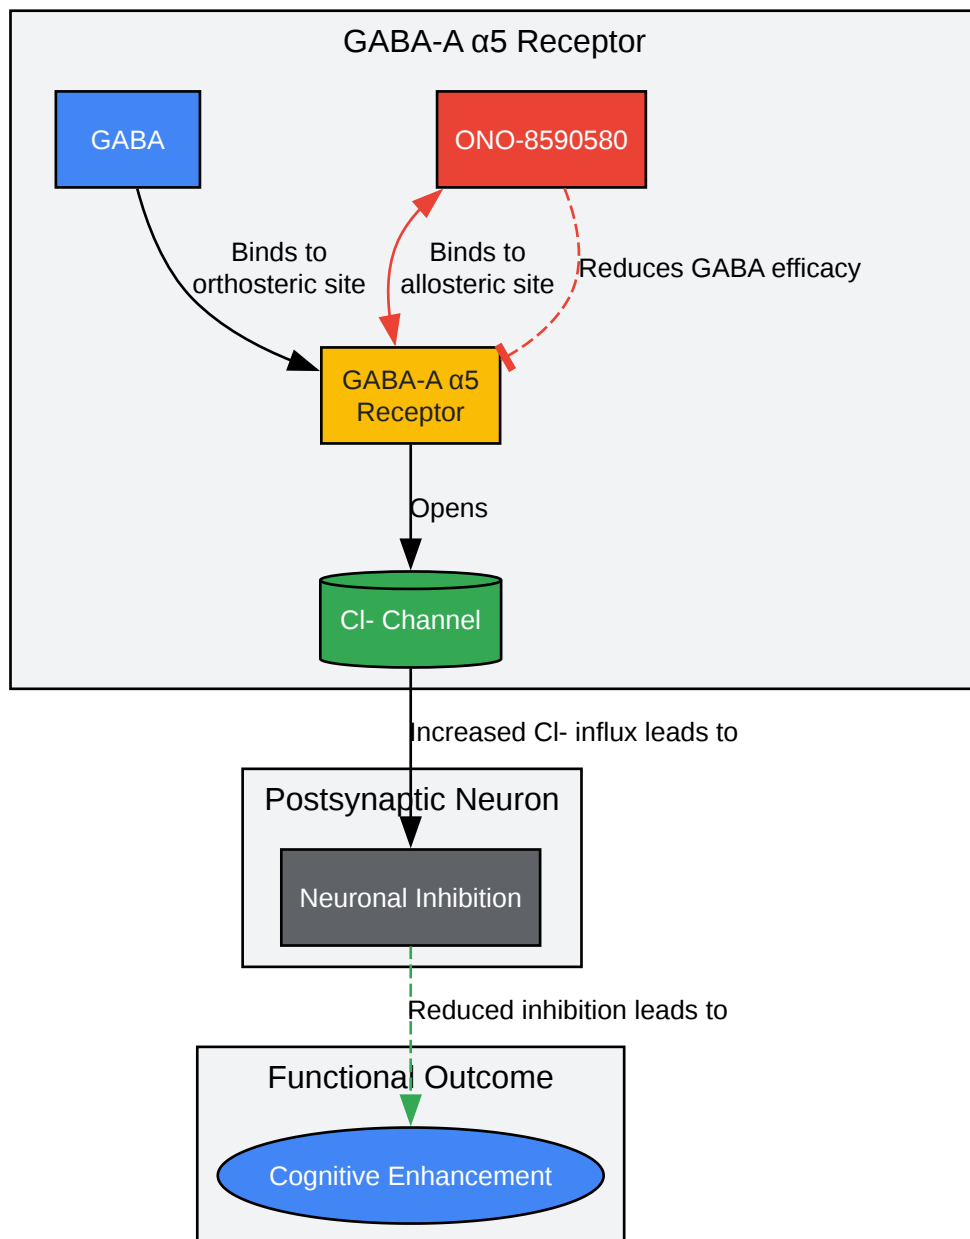 GABA-A α5 Receptor
GABA
ONO-8590580
Binds to
orthosteric site
Binds to
allosteric site
Reduces GABA efficacy
GABA-A α5
Receptor
Opens
Cl- Channel
Increased Cl- influx leads to
Postsynaptic Neuron
Neuronal Inhibition
Reduced inhibition leads to
Functional Outcome
Cognitive Enhancement